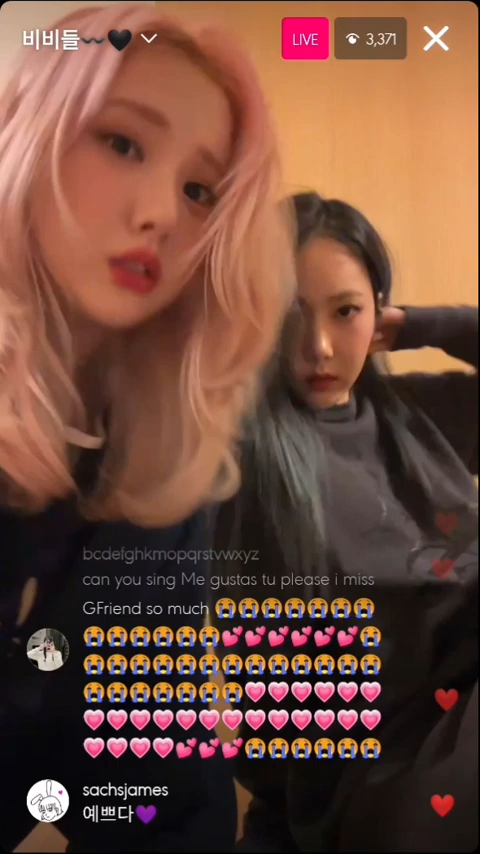 비비들〰️🖤
LIVE
3,371
bcdefghkmopqrstvwxyz
can you sing Me gustas tu please i miss
GFriend so much 😭😭😭😭😭😭😭
😭😭😭😭😭😭💕💕💕💕💕💕😭
😭😭😭😭😭😭😭😭😭😭😭😭😭
😭😭😭😭😭😭😭💗💗💗💗💗💗
💗💗💗💗💗💗💗💗💗💗💗💗💗
💗💗💗💗💕💕💕😭😭😭😭😭😭
sachsjames
예쁘다💜